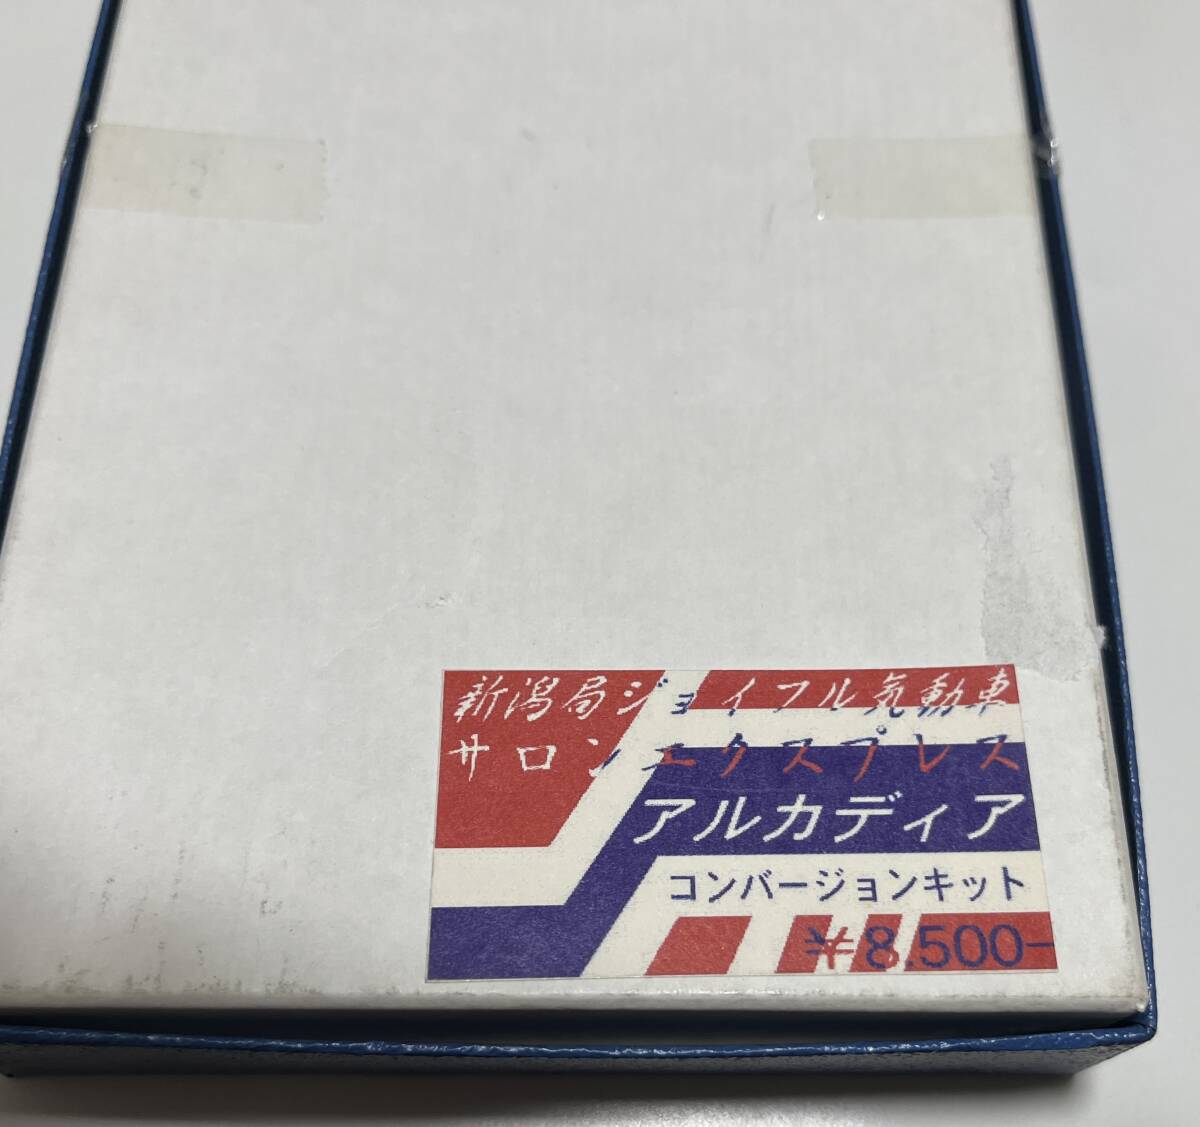 新潟局ジョイフル気動車
サロンエクスプレス
アルカディア
コンバージョンキット
¥8.500-